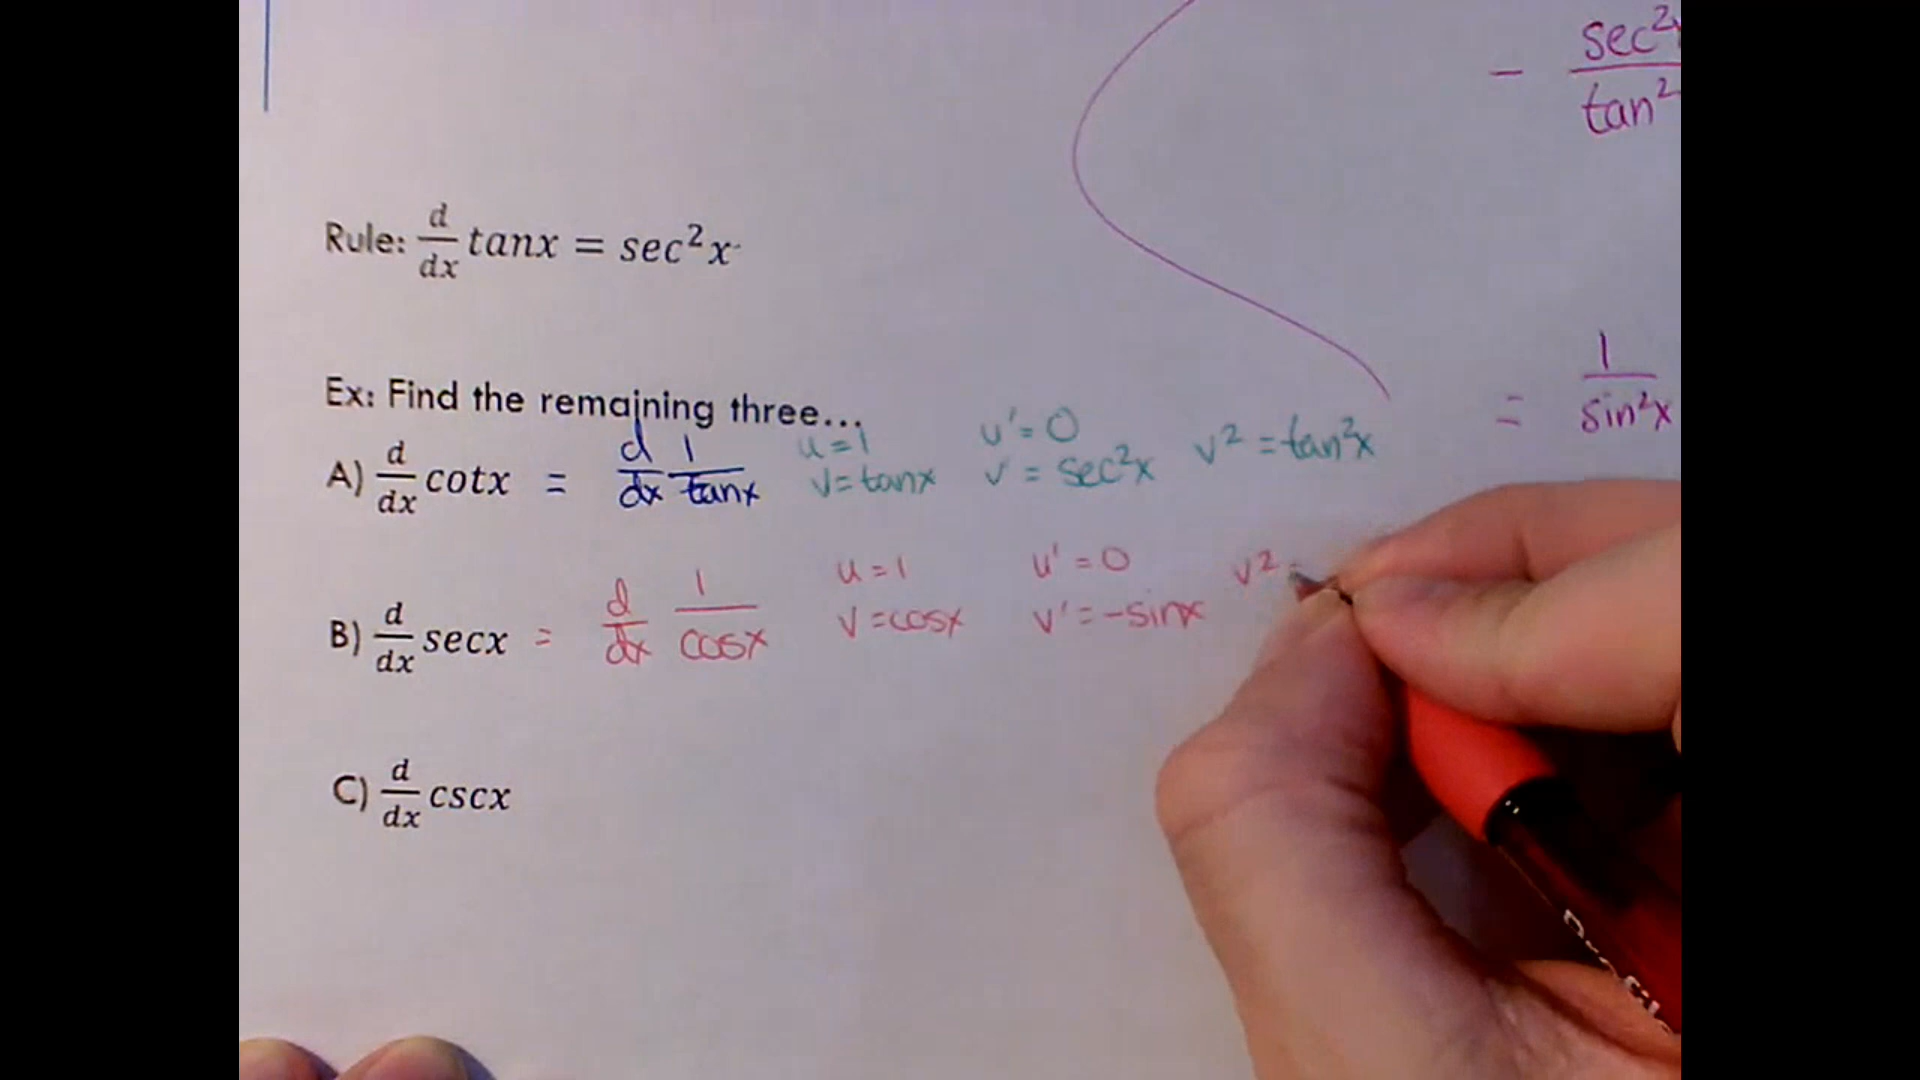 - sec²
tan²
Rule: d/dx tanx = sec²x
= 1/sin²x
Ex: Find the remaining three...
A) d/dx cotx = d/dx 1/tanx
u = 1 u' = 0 v² = tan²x
v = tanx v' = sec²x
B) d/dx secx = d/dx 1/cosx
u = 1 u' = 0 v² =
v = cosx v' = -sinx
C) d/dx cscx